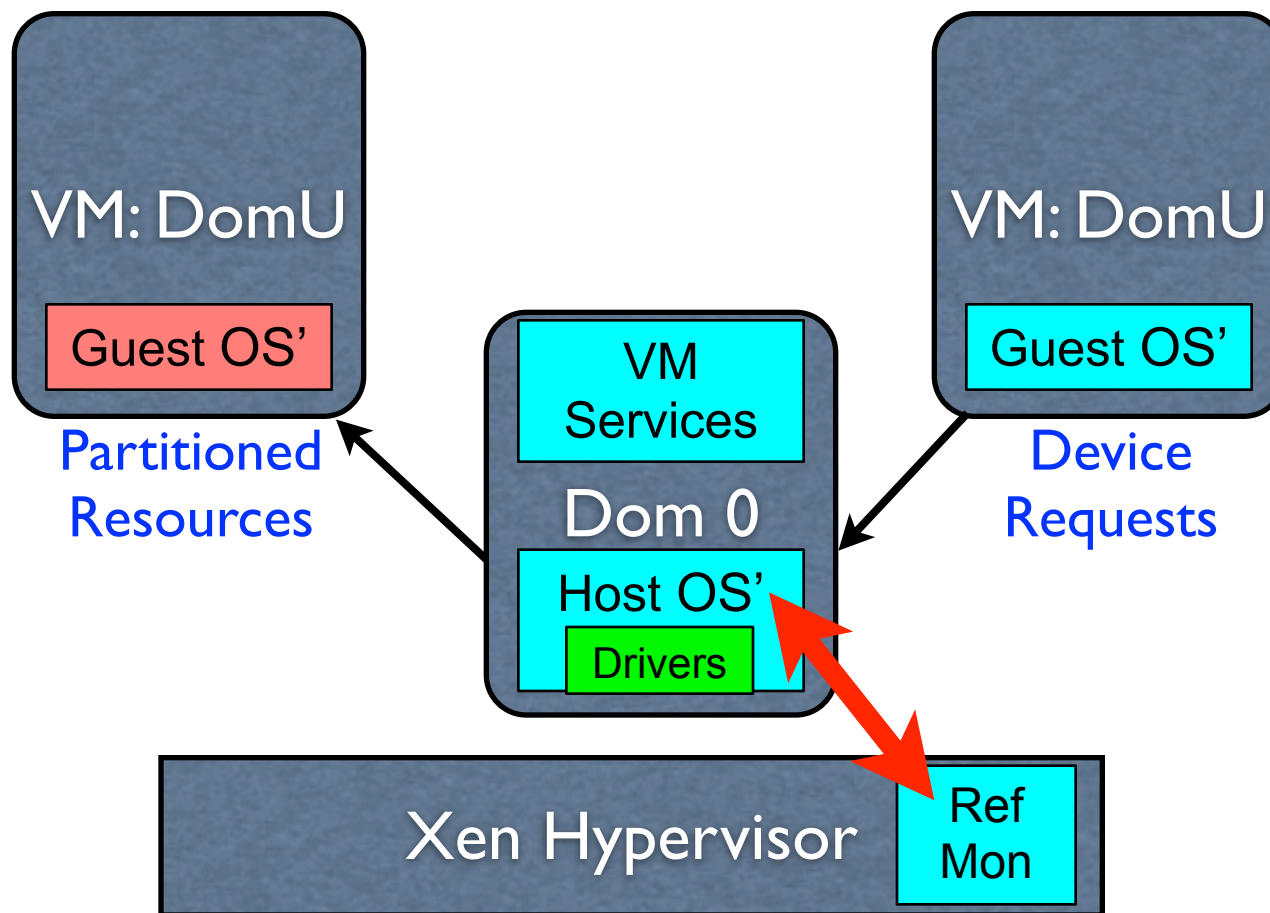 VM: DomU
Guest OS’
Partitioned
Resources
VM
Services
Dom 0
Host OS’
Drivers
VM: DomU
Guest OS’
Device
Requests
Xen Hypervisor
Ref
Mon